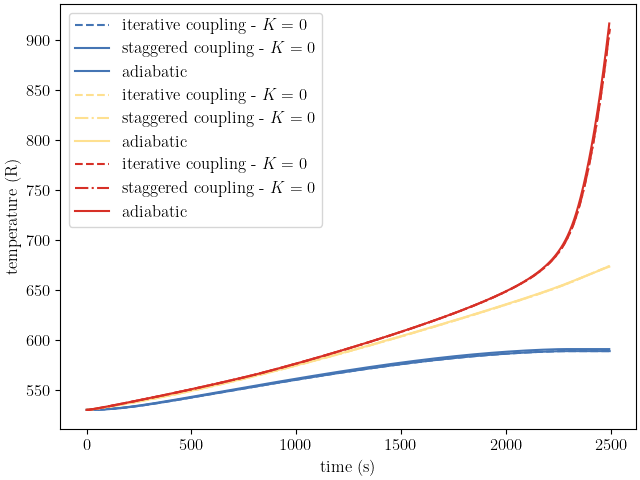 iterative coupling - K = 0
staggered coupling - K = 0
adiabatic
iterative coupling - K = 0
staggered coupling - K = 0
adiabatic
iterative coupling - K = 0
staggered coupling - K = 0
adiabatic
temperature (R)
900
850
800
750
700
650
600
550
0 500 1000 1500 2000 2500
time (s)